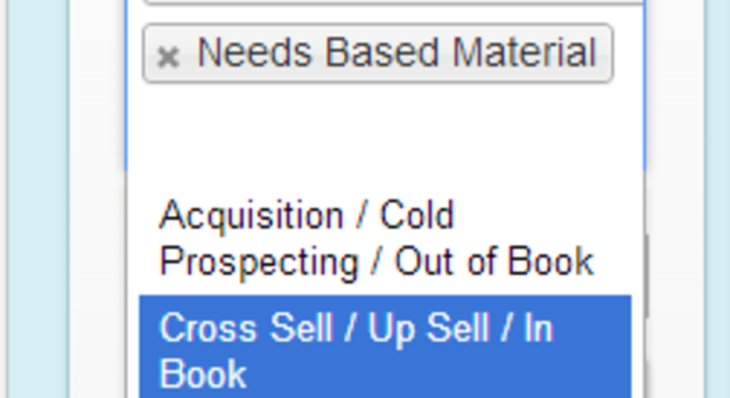 Needs Based Material
Acquisition / Cold
Prospecting / Out of Book
Cross Sell / Up Sell / In
Book